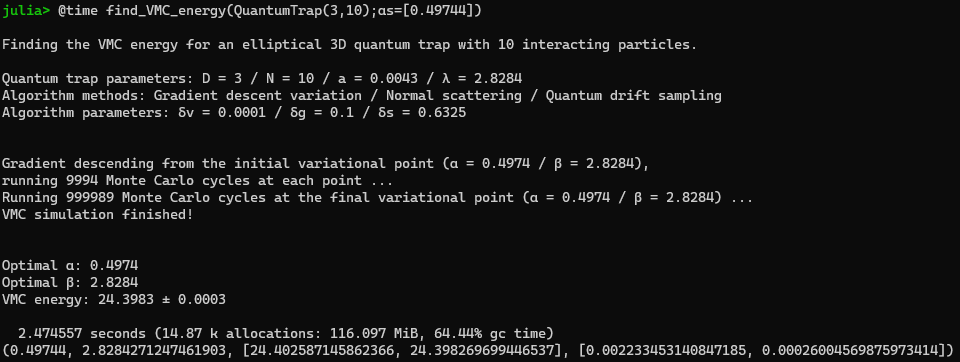 julia> @time find_VMC_energy(QuantumTrap(3,10);αs=[0.49744])
Finding the VMC energy for an elliptical 3D quantum trap with 10 interacting particles.
Quantum trap parameters: D = 3 / N = 10 / a = 0.0043 / λ = 2.8284
Algorithm methods: Gradient descent variation / Normal scattering / Quantum drift sampling
Algorithm parameters: δv = 0.0001 / δg = 0.1 / δs = 0.6325
Gradient descending from the initial variational point (α = 0.4974 / β = 2.8284),
running 9994 Monte Carlo cycles at each point ...
Running 999989 Monte Carlo cycles at the final variational point (α = 0.4974 / β = 2.8284) ...
VMC simulation finished!
Optimal α: 0.4974
Optimal β: 2.8284
VMC energy: 24.3983 ± 0.0003
2.474557 seconds (14.87 k allocations: 116.097 MiB, 64.44% gc time)
(0.49744, 2.8284271247461903, [24.402587145862366, 24.398269699446537], [0.002233453140847185, 0.00026004569875973414])